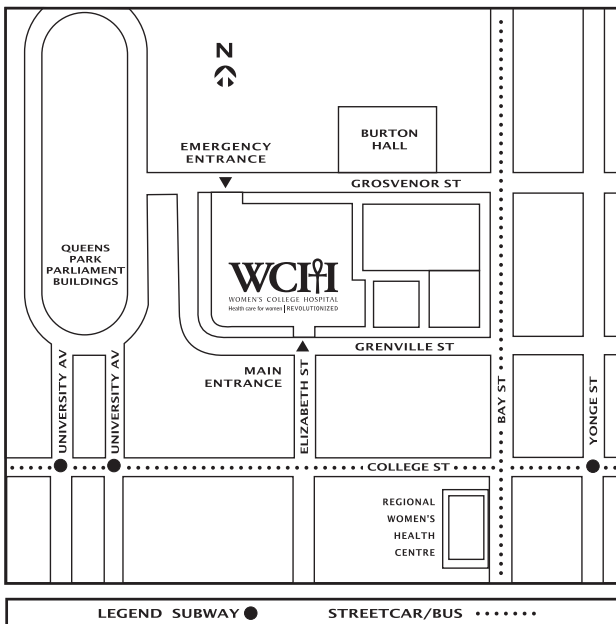 N
EMERGENCY
ENTRANCE
BURTON
HALL
GROSVENOR ST
QUEENS
PARK
PARLIAMENT
BUILDINGS
WCH
WOMEN'S COLLEGE HOSPITAL
Health care for women | REVOLUTIONIZED
GRENVILLE ST
MAIN
ENTRANCE
UNIVERSITY AV
UNIVERSITY AV
ELIZABETH ST
BAY ST
YONGE ST
COLLEGE ST
REGIONAL
WOMEN'S
HEALTH
CENTRE
LEGEND SUBWAY
STREETCAR/BUS